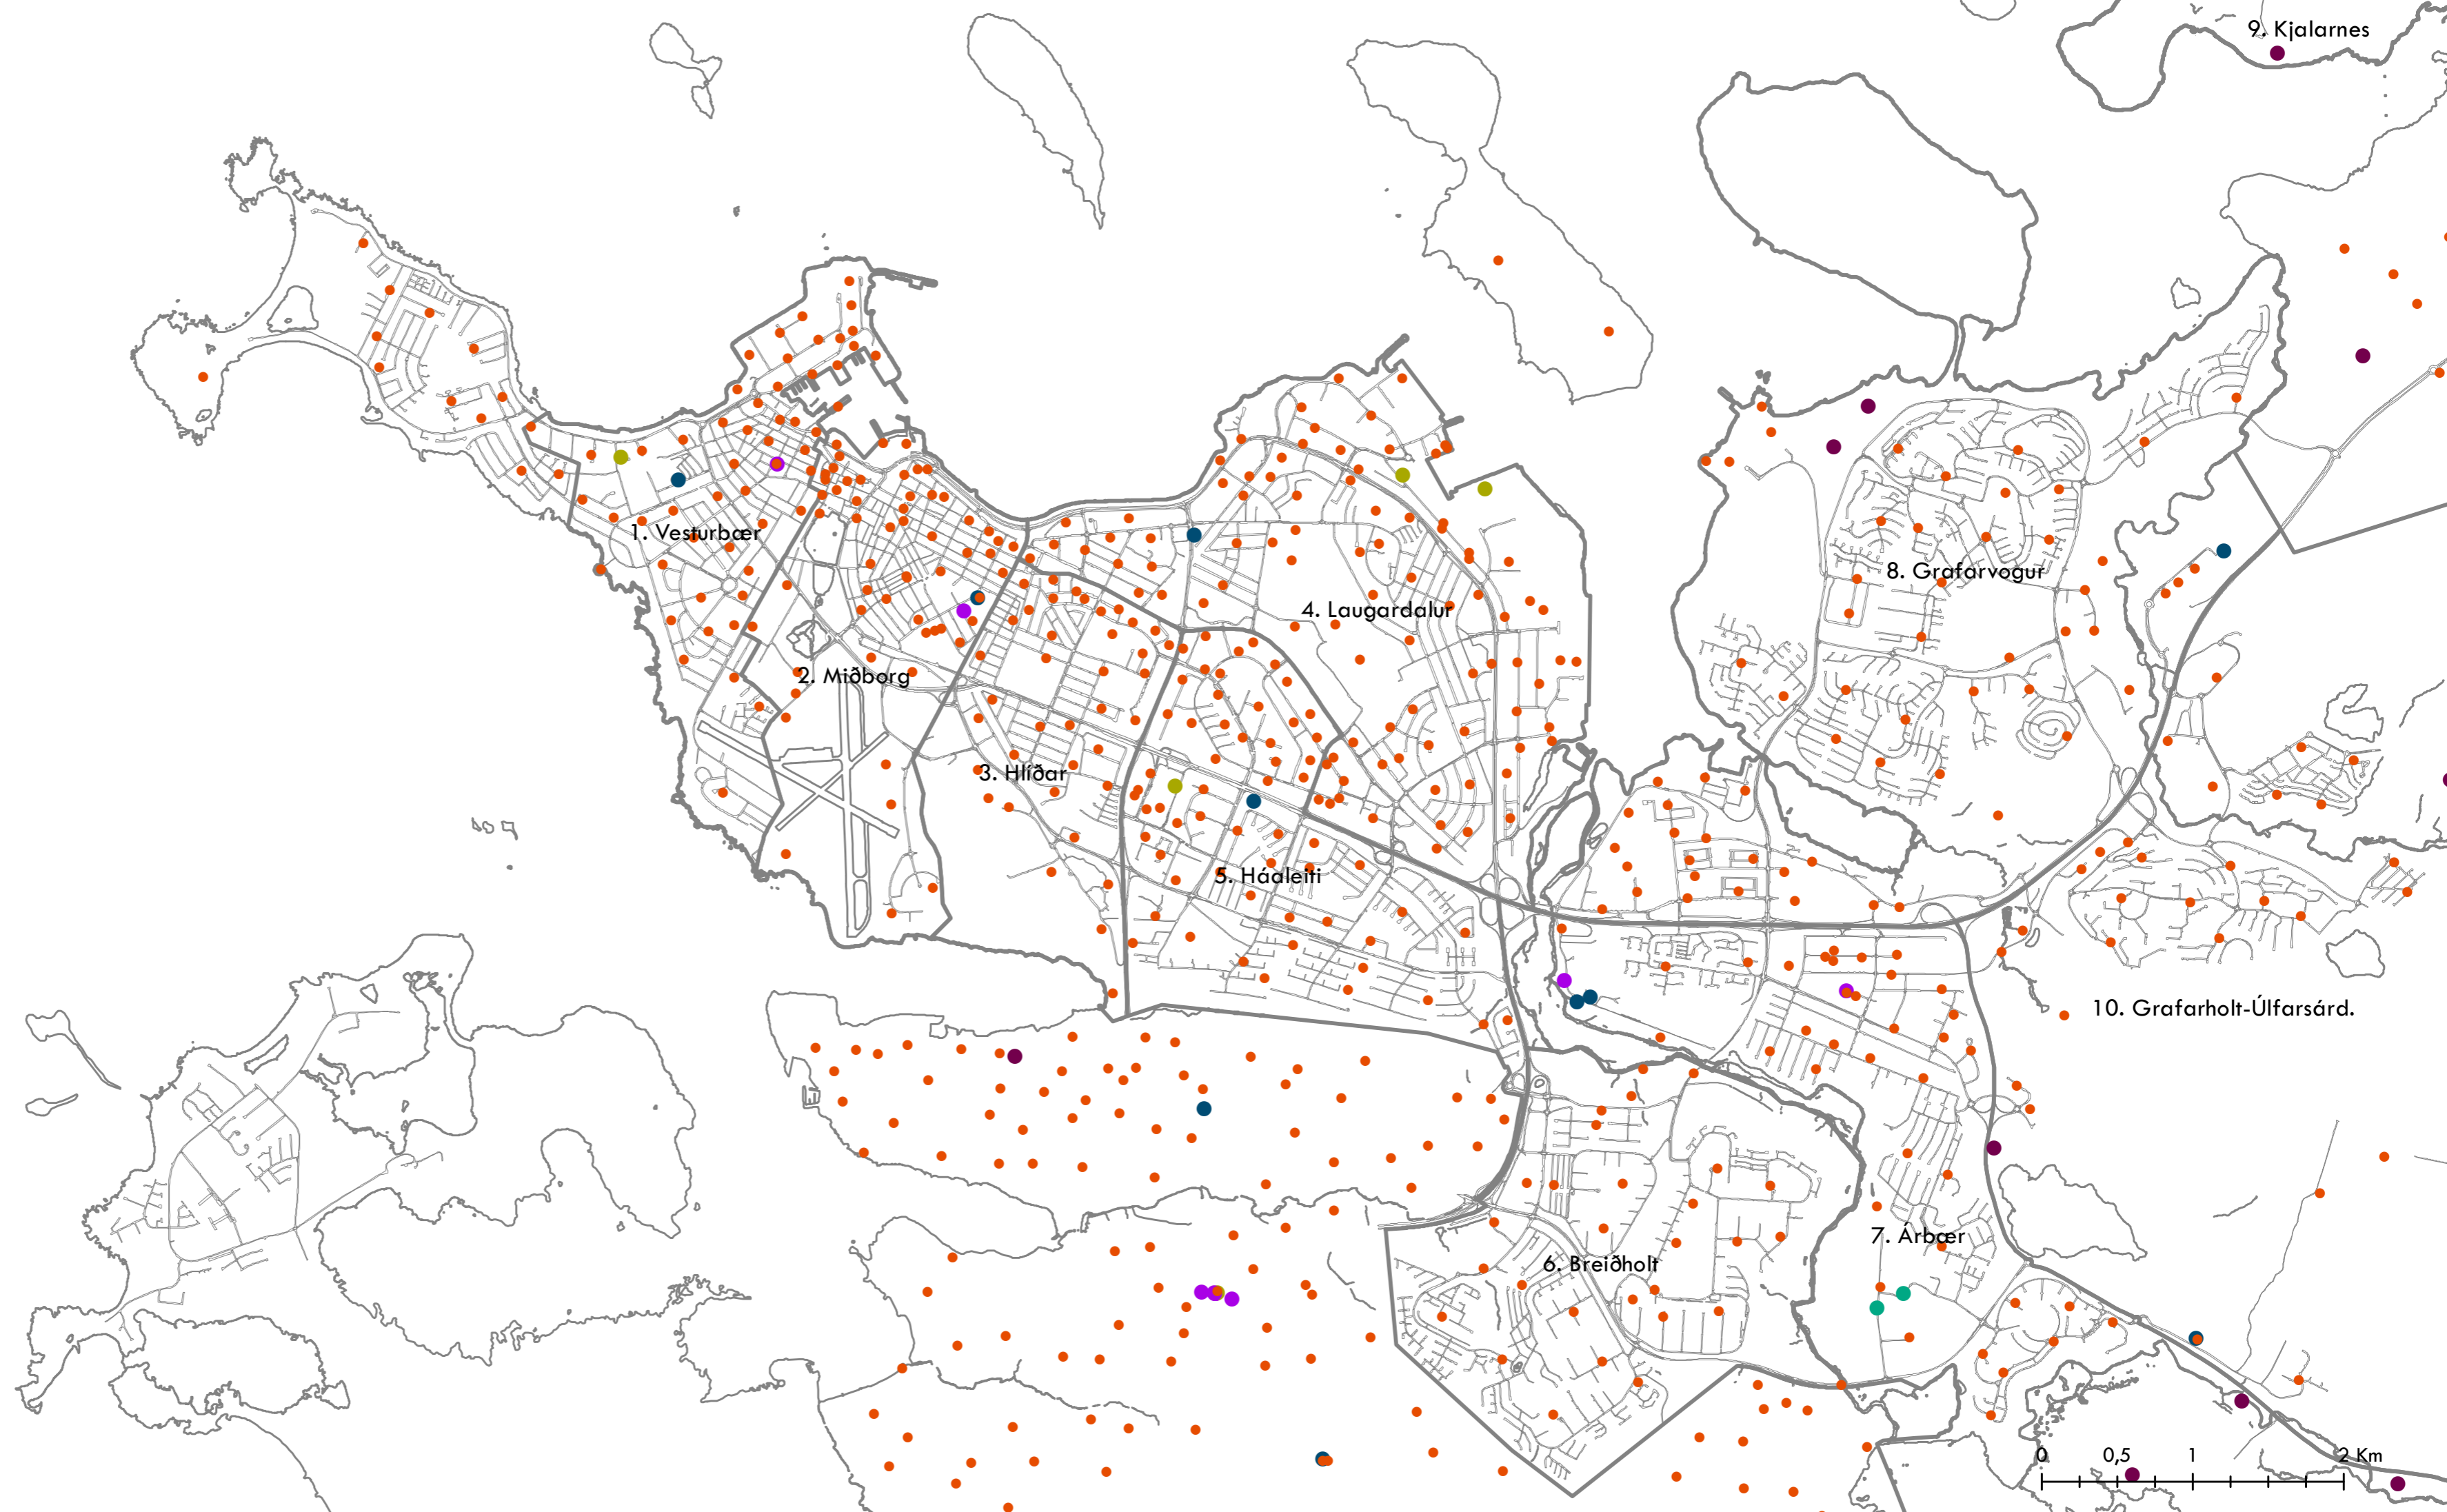 9. Kjalarnes
1. Vesturbær
8. Grafarvogur
4. Laugardalur
2. Miðborg
3. Hlíðar
5. Háaleiti
10. Grafarholt-Úlfarsárd.
7. Árbær
6. Breiðholt
0 0,5 1 2 Km